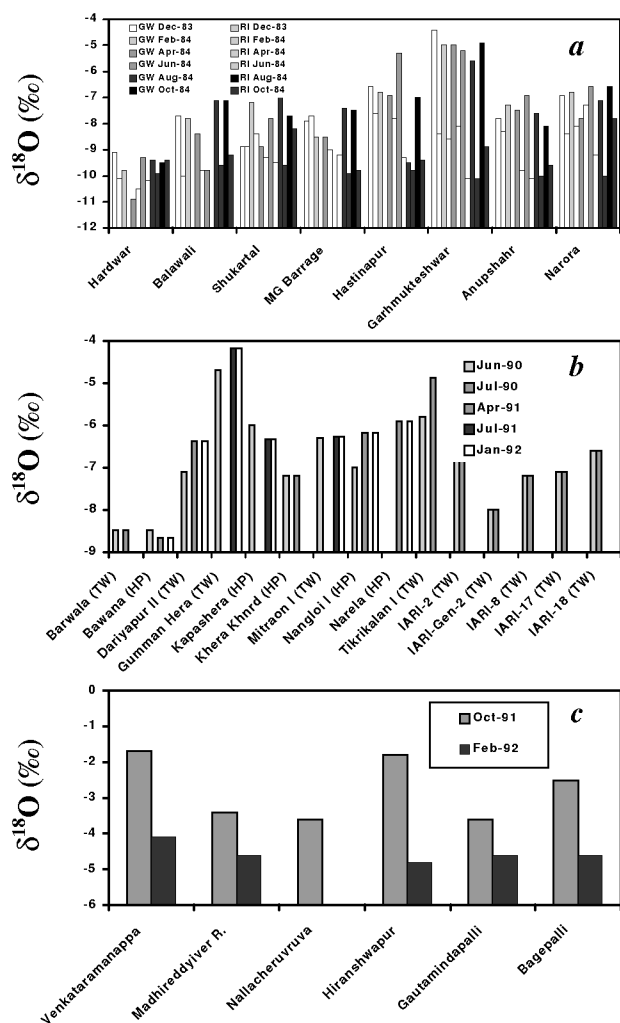 -4
-5
-6
-7
-8
-9
-10
-11
-12
δ18O (‰)
GW Dec-83 RI Dec-83
GW Feb-84 RI Feb-84
GW Apr-84 RI Apr-84
GW Jun-84 RI Jun-84
GW Aug-84 RI Aug-84
GW Oct-84 RI Oct-84
a
Hardwar
Balawali
Shukartal
MG Barrage
Hastinapur
Garhmukteshwar
Anupshahr
Narora
-4
-5
-6
-7
-8
-9
δ18O (‰)
b
Jun-90
Jul-90
Apr-91
Jul-91
Jan-92
Barwala (TW)
Bawana (HP)
Dariyapur II (TW)
Gumman Hera (TW)
Kapashera (HP)
Khera Khnrd (HP)
Mitraon I (TW)
Nangloi I (HP)
Narela (HP)
Tikrikalan I (TW)
IARI-2 (TW)
IARI-Gen-2 (TW)
IARI-8 (TW)
IARI-17 (TW)
IARI-18 (TW)
0
-1
-2
-3
-4
-5
-6
δ18O (‰)
c
Oct-91
Feb-92
Venkataramanappa
Madhireddyiver R.
Nallacheruvruva
Hiranshwapur
Gautamindapalli
Bagepalli